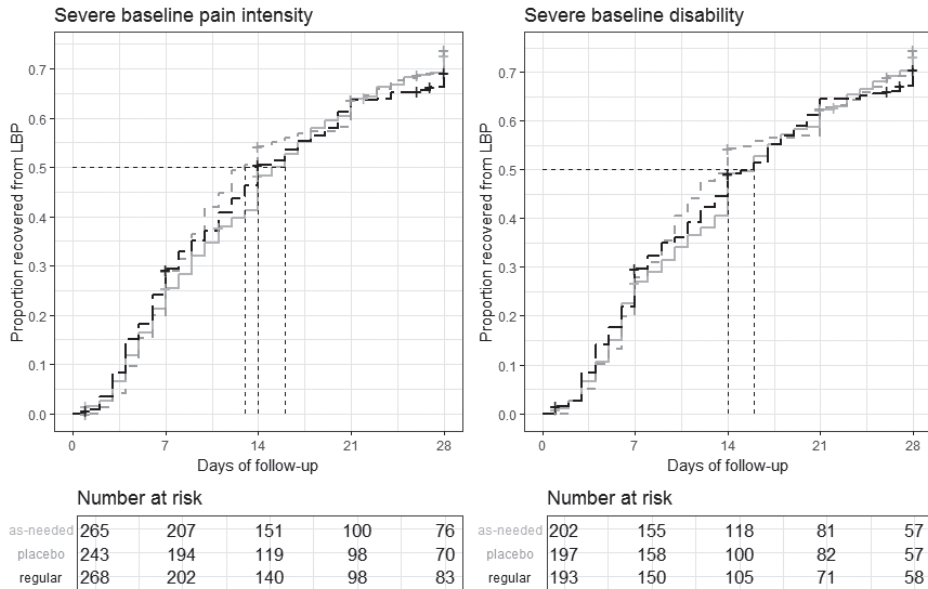 Severe baseline pain intensity
Proportion recovered from LBP
0.7
0.6
0.5
0.4
0.3
0.2
0.1
0.0
0 7 14 21 28
Days of follow-up
Number at risk
as-needed 265 207 151 100 76
placebo 243 194 119 98 70
regular 268 202 140 98 83
Severe baseline disability
Proportion recovered from LBP
0.7
0.6
0.5
0.4
0.3
0.2
0.1
0.0
0 7 14 21 28
Days of follow-up
Number at risk
as-needed 202 155 118 81 57
placebo 197 158 100 82 57
regular 193 150 105 71 58